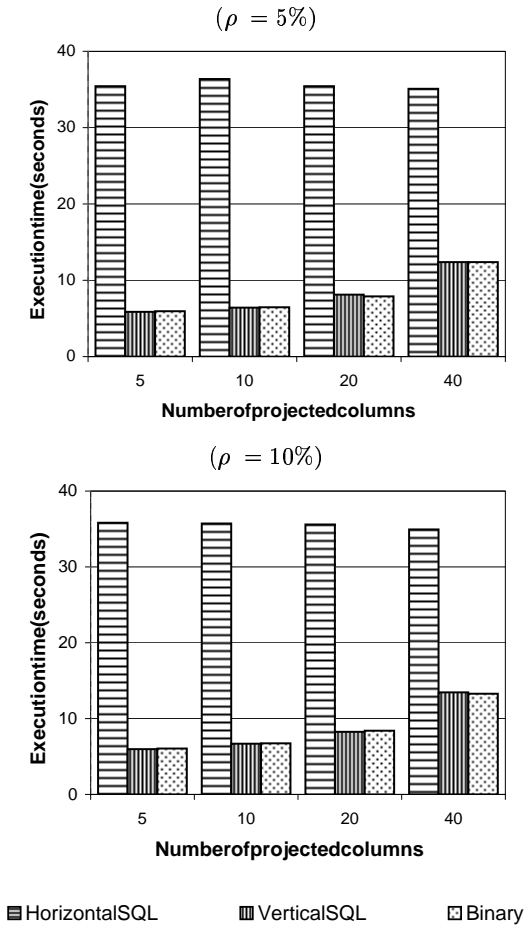 (ρ = 5%)
40
30
20
10
0
Executiontime(seconds)
5 10 20 40
Numberofprojectedcolumns
(ρ = 10%)
40
30
20
10
0
Executiontime(seconds)
5 10 20 40
Numberofprojectedcolumns
HorizontalSQL VerticalSQL Binary